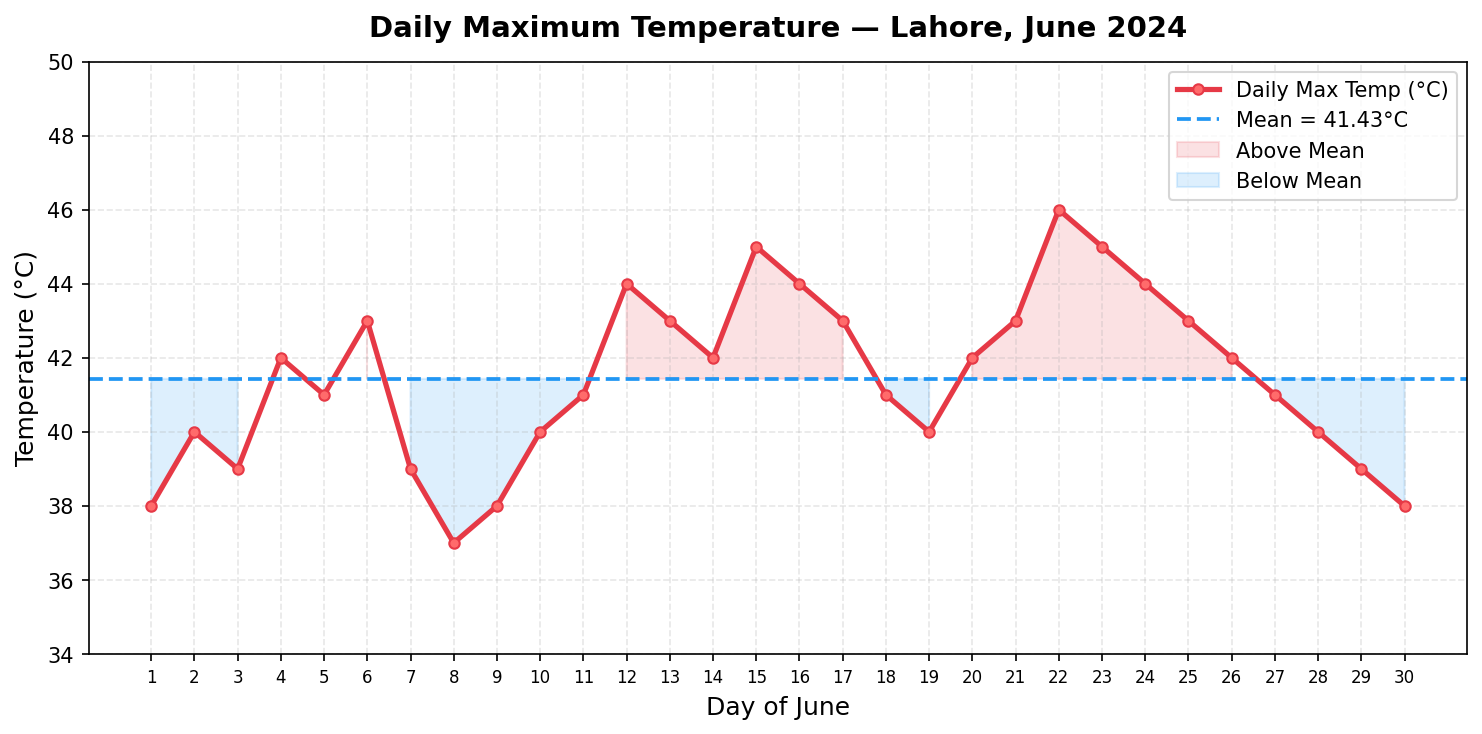 Daily Maximum Temperature — Lahore, June 2024
Temperature (°C)
50
48
46
44
42
40
38
36
34
Daily Max Temp (°C)
Mean = 41.43°C
Above Mean
Below Mean
1 2 3 4 5 6 7 8 9 10 11 12 13 14 15 16 17 18 19 20 21 22 23 24 25 26 27 28 29 30
Day of June